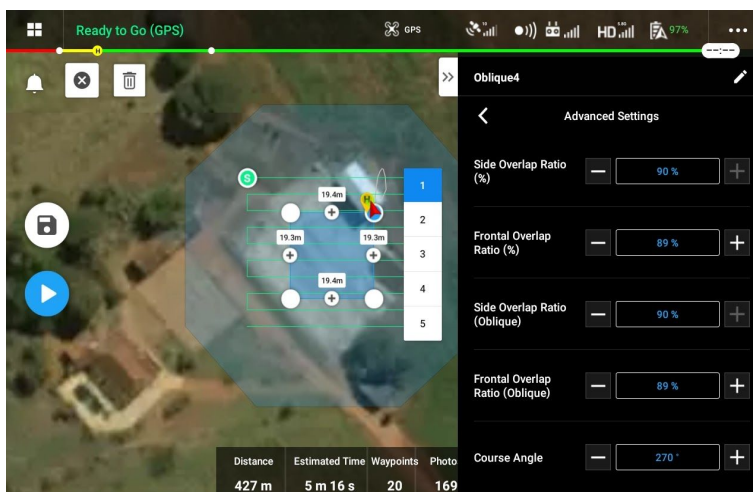 Ready to Go (GPS)
GPS
HD
5.8G
97%
H
--:--
Oblique4
Advanced Settings
Side Overlap Ratio
(%)
90 %
Frontal Overlap
Ratio (%)
89 %
Side Overlap Ratio
(Oblique)
90 %
Frontal Overlap
Ratio (Oblique)
89 %
Course Angle
270 °
S
19.4m
H
19.3m
19.3m
19.4m
1
2
3
4
5
Distance
Estimated Time
Waypoints
Photo
427 m
5 m 16 s
20
169